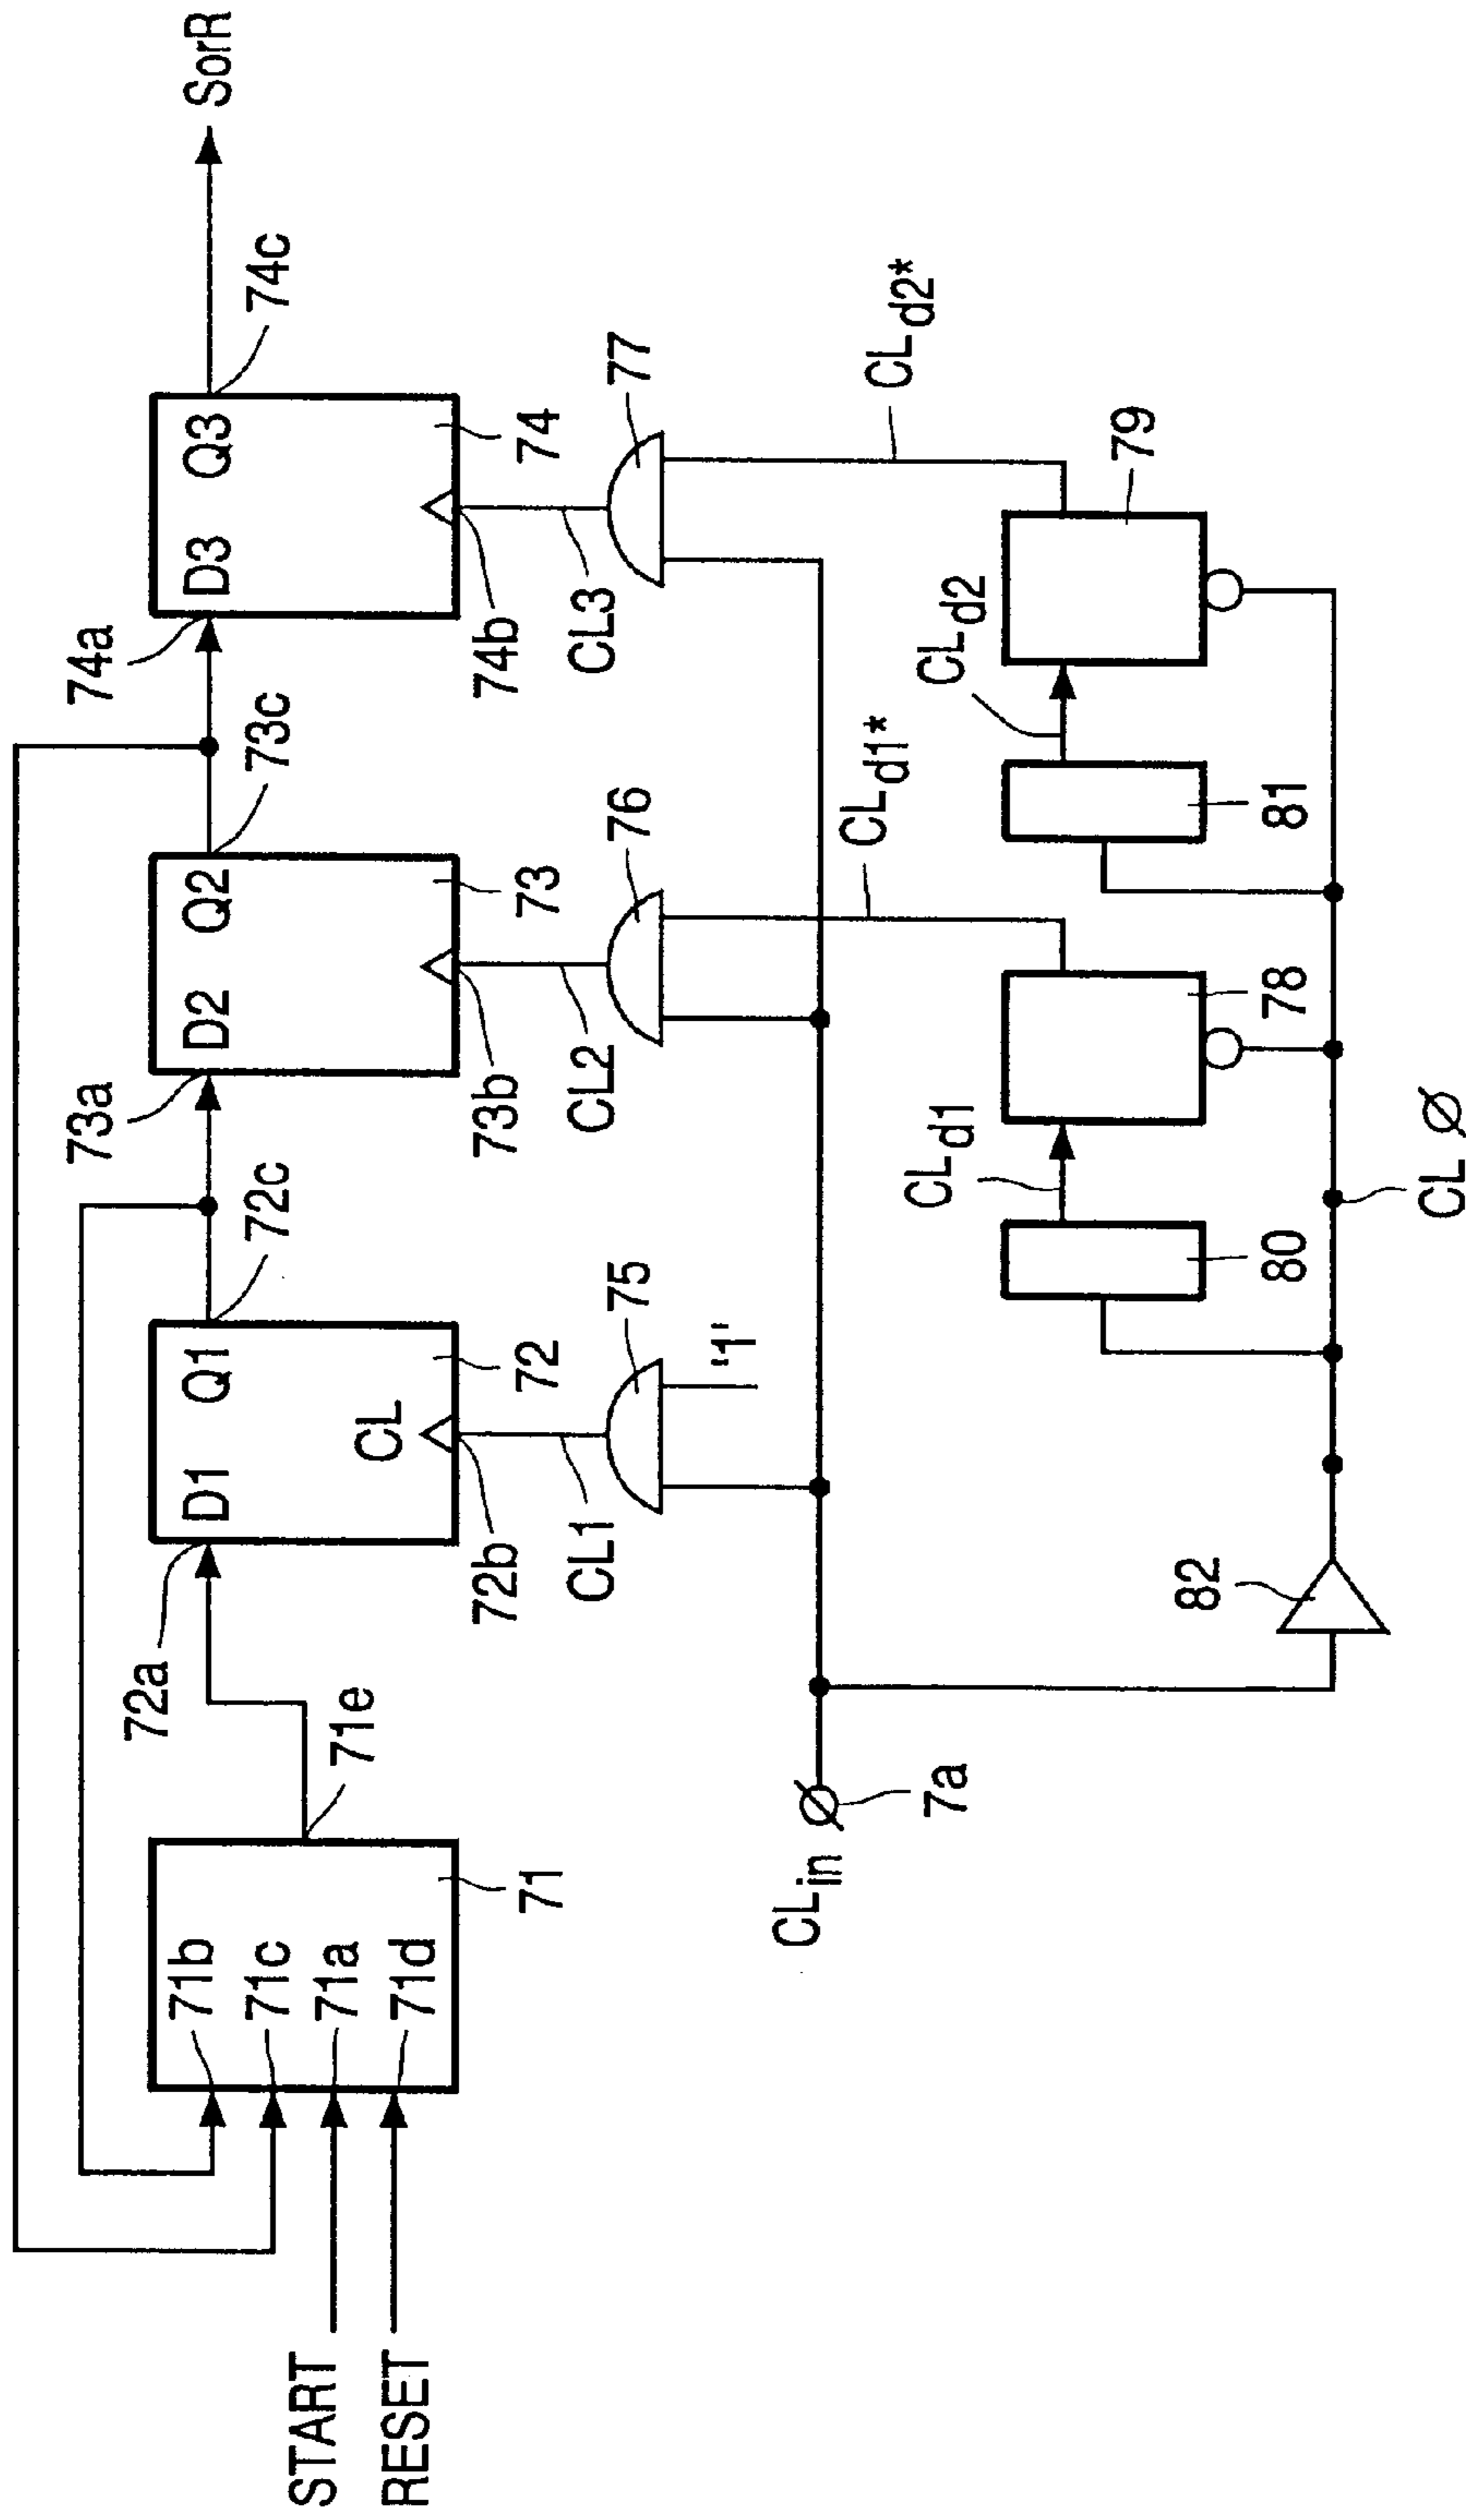 SorR
74c
74a
D3 Q3
74
74b
CL3
77
CLd2*
79
CLd2
73c
73a
D2 Q2
73
73b
CL2
76
CLd1*
81
78
CLd1
72c
72a
D1 Q1
CL
72
72b
CL1
75
"1"
80
CL Ø
82
71e
71b
71c
71a
71d
71
CLin
7a
START
RESET